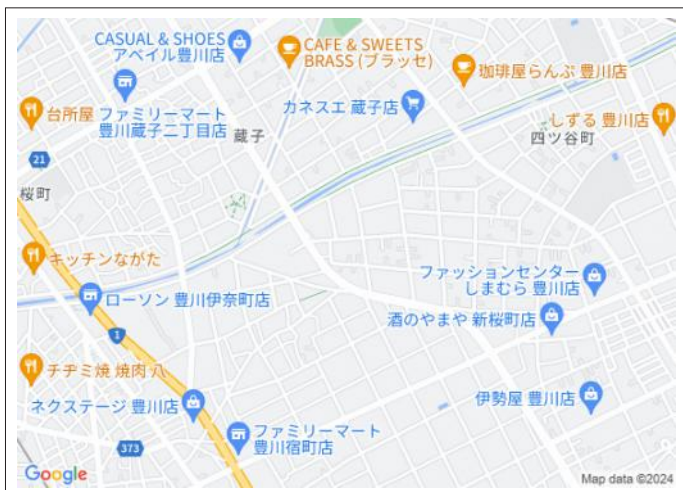 CASUAL & SHOES
アベイル豊川店
CAFE & SWEETS
BRASS (ブラッセ)
珈琲屋らんぷ 豊川店
台所屋
ファミリーマート
豊川蔵子二丁目店
カネスエ 蔵子店
しずる 豊川店
蔵子
四ツ谷町
21
桜町
キッチンながた
ファッションセンター
しまむら 豊川店
ローソン 豊川伊奈町店
酒のやまや 新桜町店
1
チヂミ焼 焼肉 八
ネクステージ 豊川店
伊勢屋 豊川店
ファミリーマート
豊川宿町店
373
Google
Map data ©2024